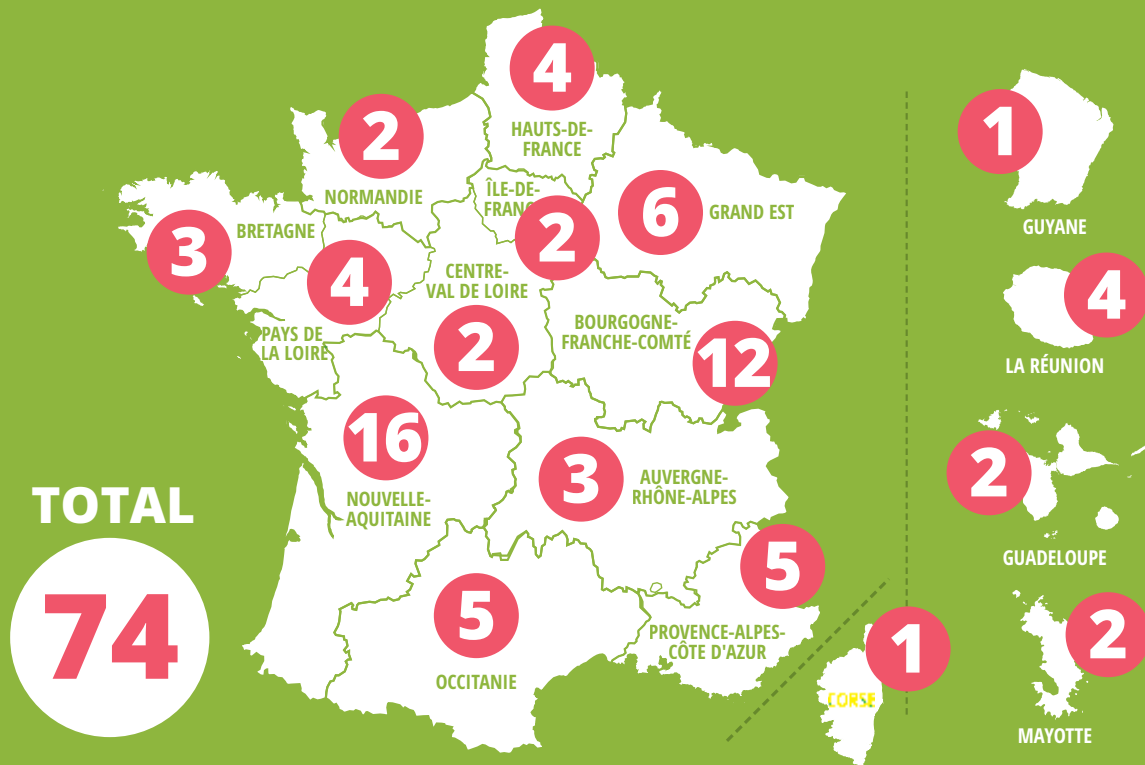 4
HAUTS-DE-
FRANCE
2
NORMANDIE
ÎLE-DE-
FRANC
2
6
GRAND EST
3
BRETAGNE
4
PAYS DE
LA LOIRE
CENTRE-
VAL DE LOIRE
2
BOURGOGNE-
FRANCHE-COMTÉ
12
16
NOUVELLE-
AQUITAINE
3
AUVERGNE-
RHÔNE-ALPES
5
OCCITANIE
5
PROVENCE-ALPES-
CÔTE D'AZUR
1
CORSE
TOTAL
74
1
GUYANE
4
LA RÉUNION
2
GUADELOUPE
2
MAYOTTE